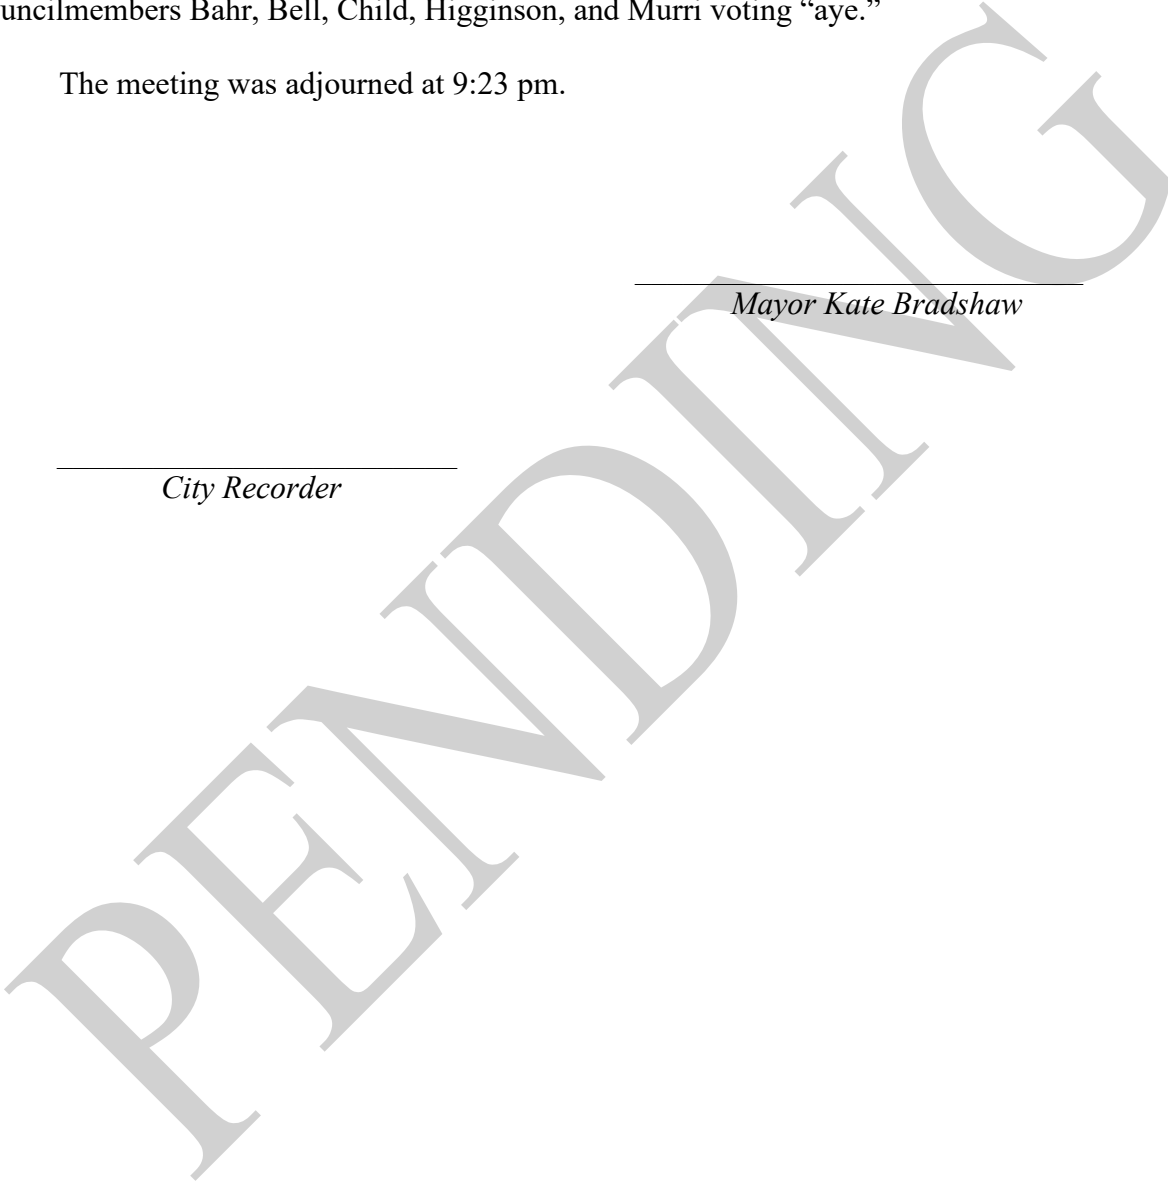 uncilmembers Bahr, Bell, Child, Higginson, and Murri voting “aye.”
The meeting was adjourned at 9:23 pm.
Mayor Kate Bradshaw
City Recorder
PENDING